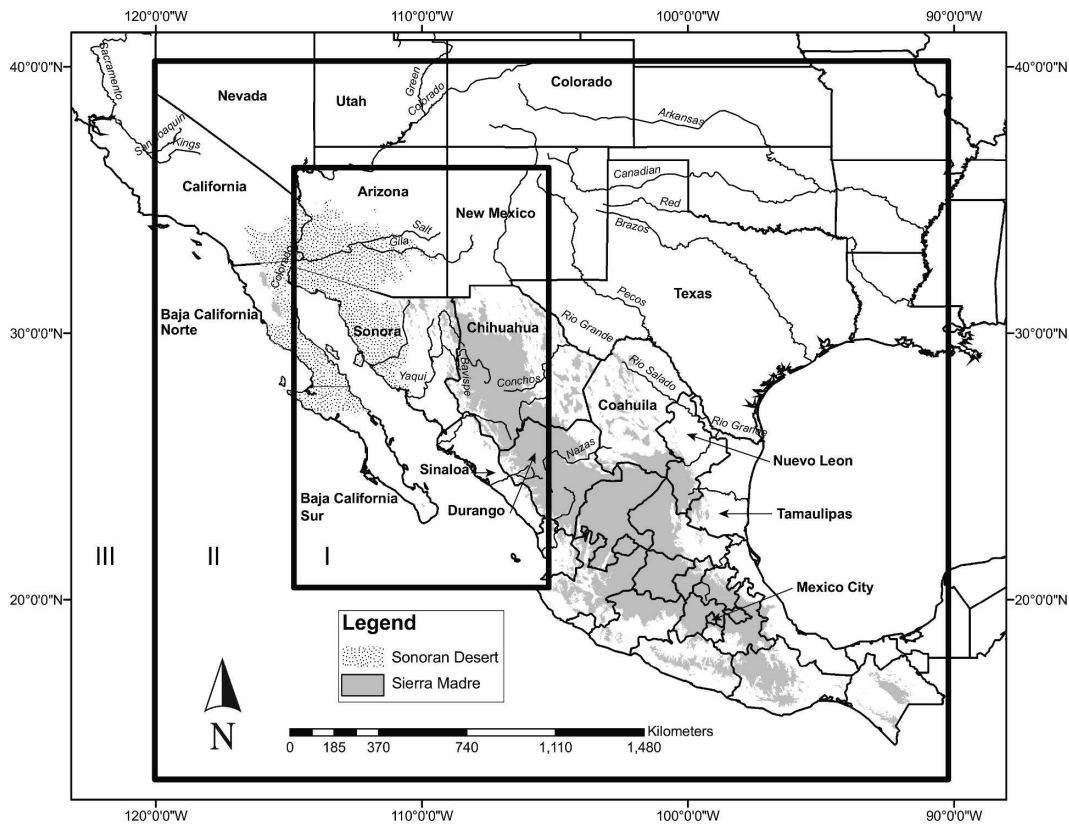 120°0'0"W 110°0'0"W 100°0'0"W 90°0'0"W
40°0'0"N
40°0'0"N
Sacramento
Nevada
Utah
Green
Colorado
Colorado
Arkansas
San Joaquin
Kings
California
Arizona
New Mexico
Canadian
Red
Brazos
Salt
Gila
Colorado
Pecos
Texas
Baja California
Norte
30°0'0"N
30°0'0"N
Sonora
Chihuahua
Rio Grande
Yaqui
Bavispe
Conchos
Rio Salado
Coahuila
Rio Grande
Nazas
Nuevo Leon
Sinaloa
Durango
Baja California
Sur
Tamaulipas
III
II
I
Mexico City
20°0'0"N
20°0'0"N
Legend
Sonoran Desert
Sierra Madre
N
Kilometers
0 185 370 740 1,110 1,480
120°0'0"W 110°0'0"W 100°0'0"W 90°0'0"W